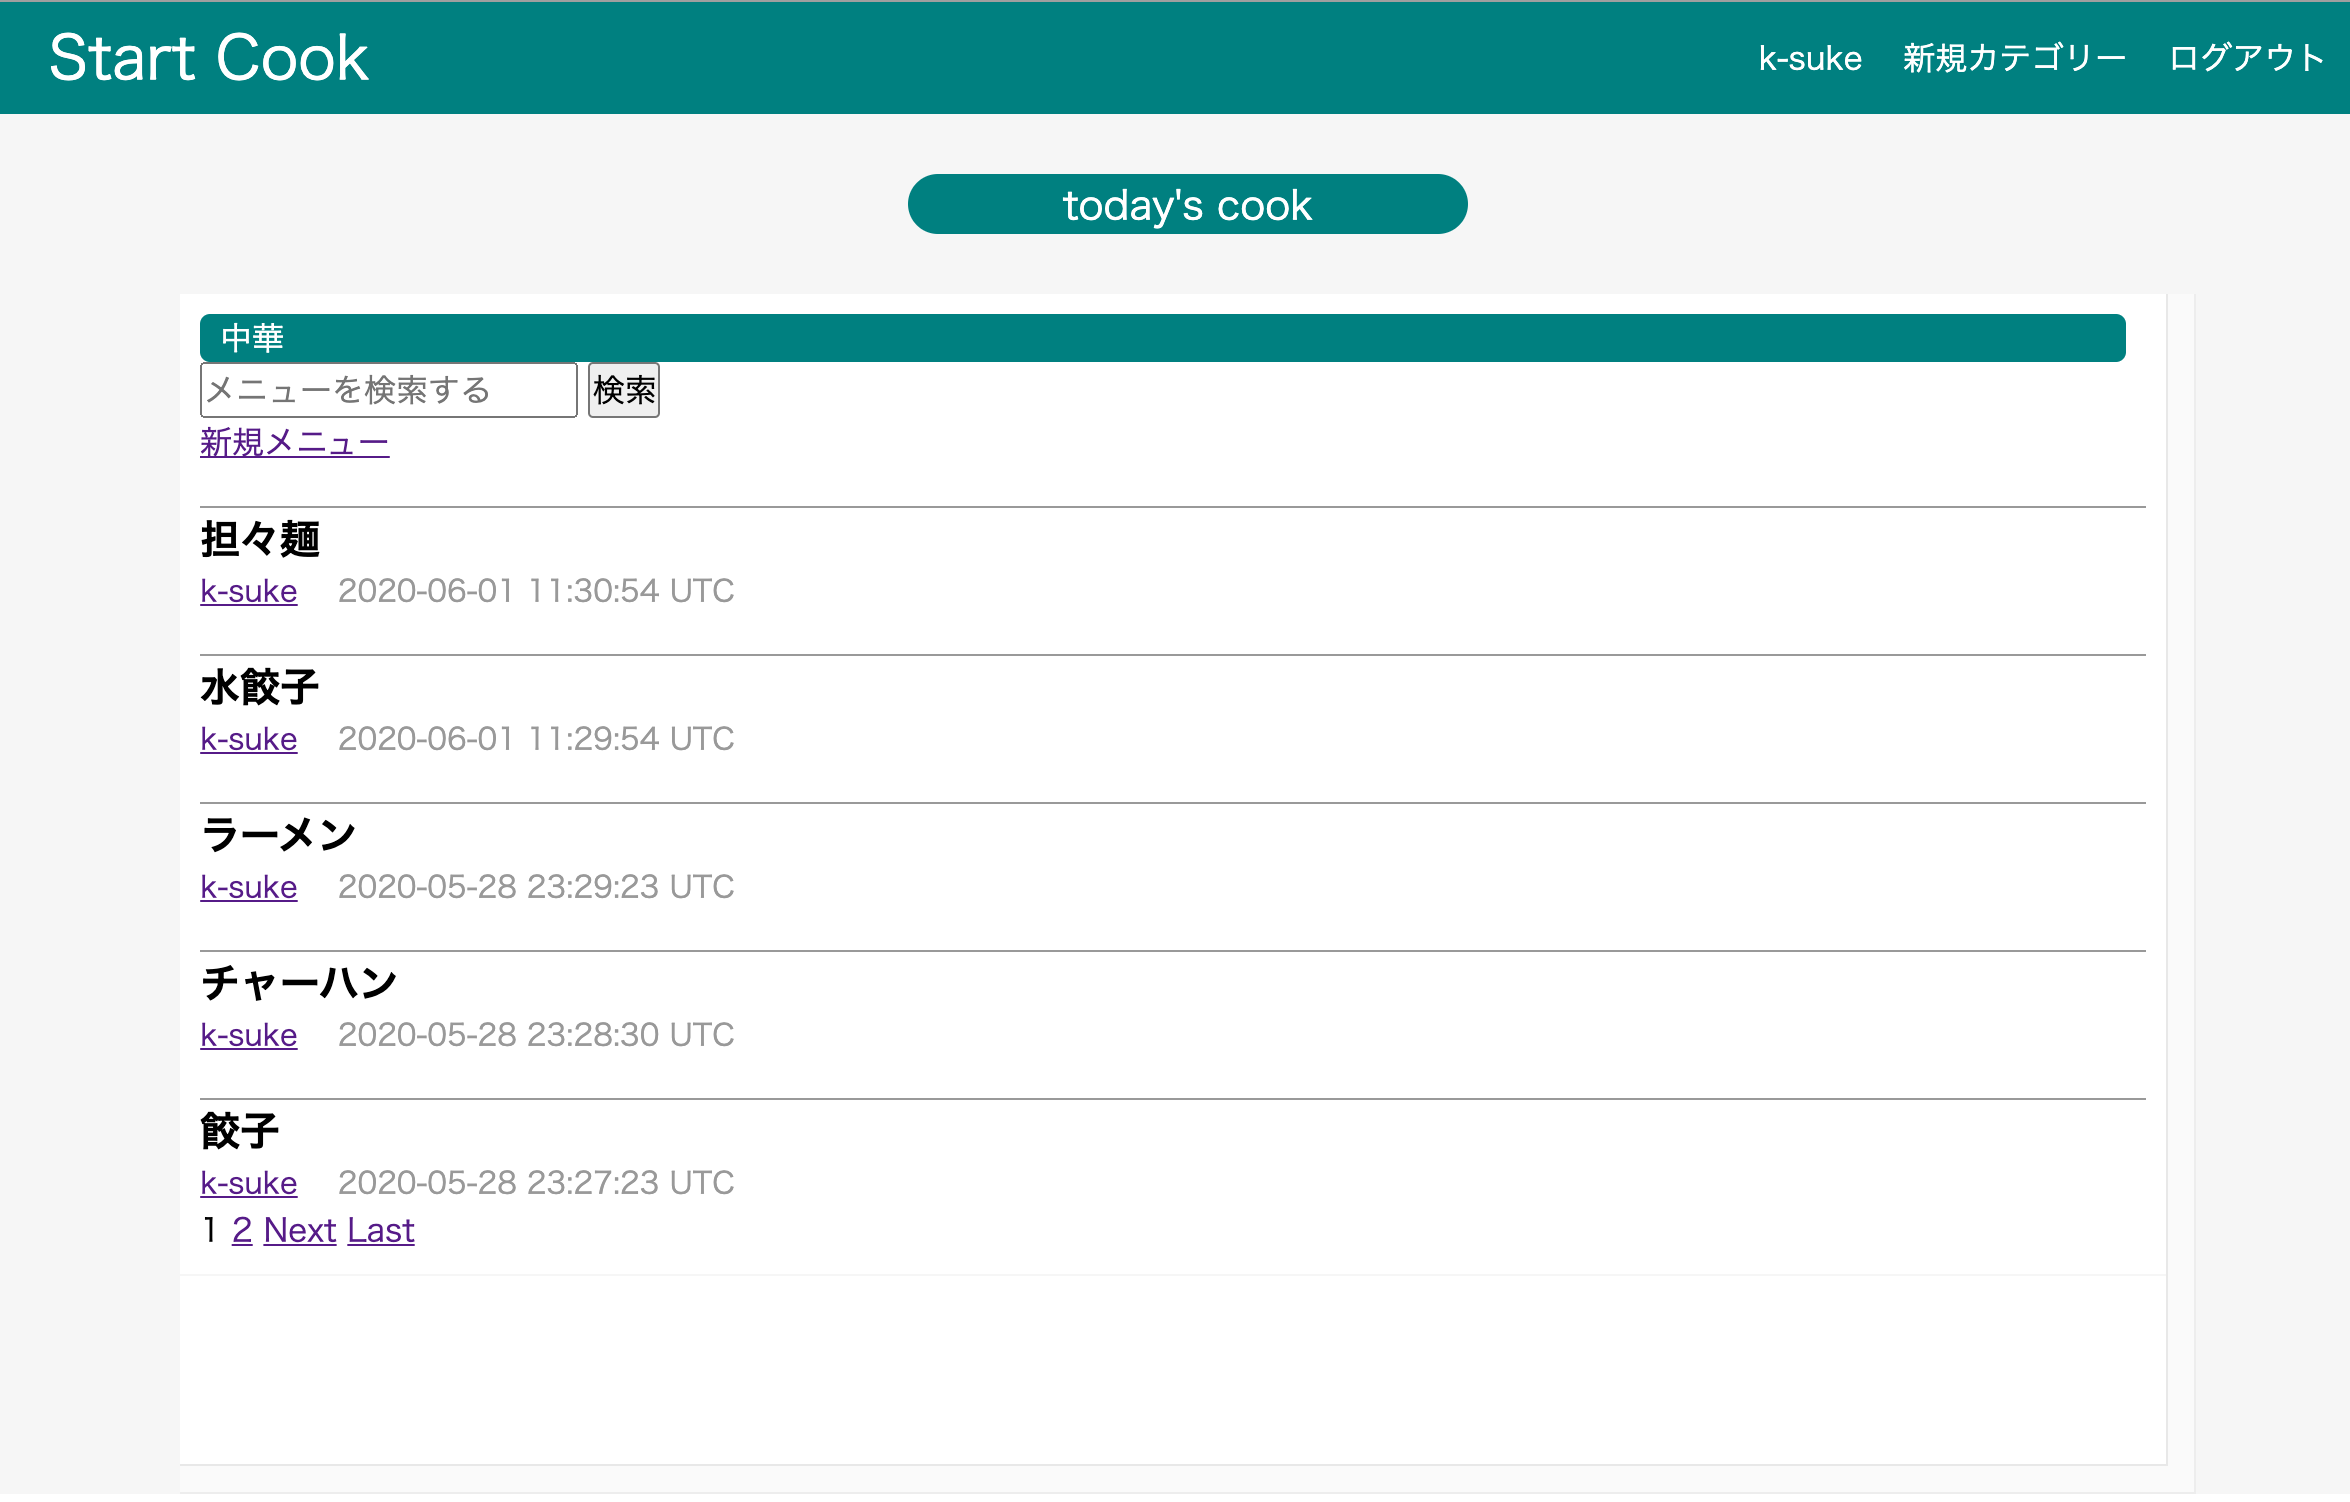 Start Cook
k-suke 新規カテゴリー ログアウト
today's cook
中華
メニューを検索する 検索
新規メニュー
担々麺
k-suke 2020-06-01 11:30:54 UTC
水餃子
k-suke 2020-06-01 11:29:54 UTC
ラーメン
k-suke 2020-05-28 23:29:23 UTC
チャーハン
k-suke 2020-05-28 23:28:30 UTC
餃子
k-suke 2020-05-28 23:27:23 UTC
1 2 Next Last